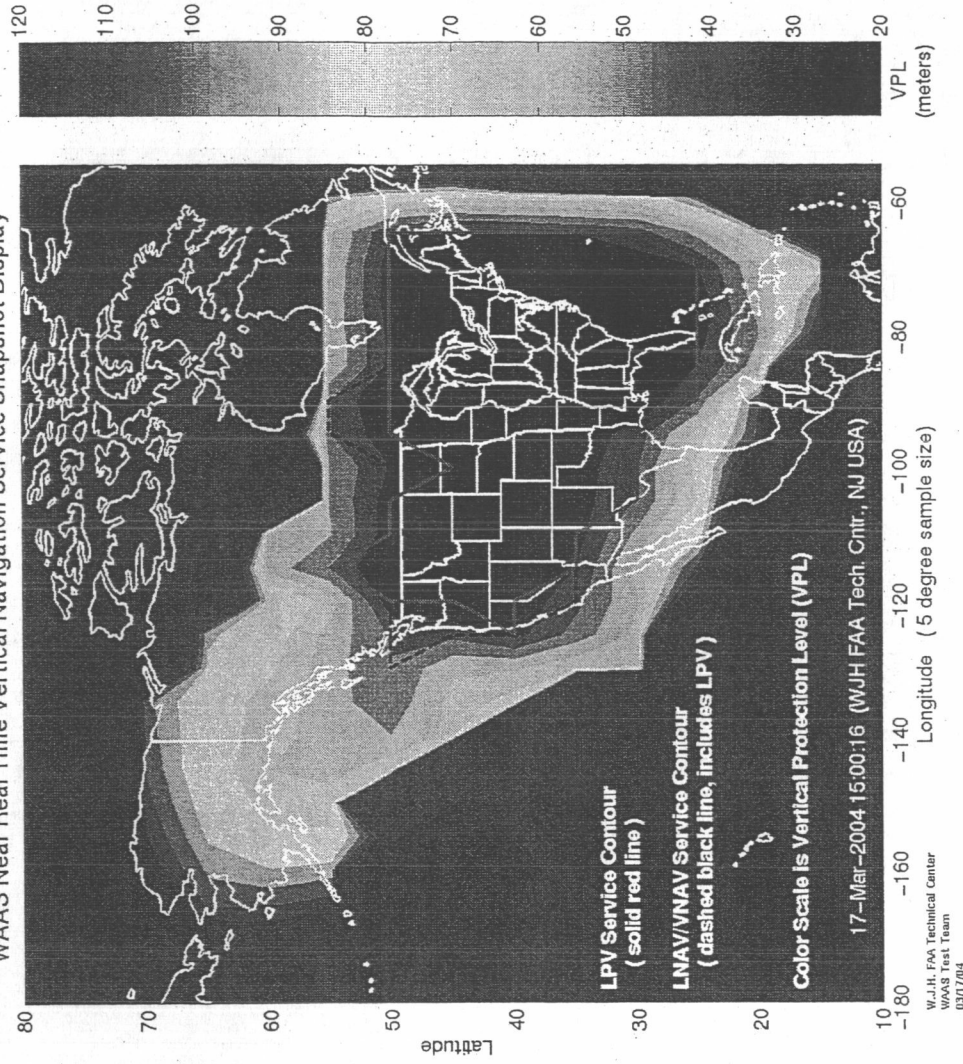 WAAS Near Real Time Vertical Navigation Service Snapshot Display
80
70
60
50
40
30
20
10
Latitude
-180
-160
-140
-120
-100
-80
-60
Longitude ( 5 degree sample size)
LPV Service Contour
( solid red line )
LNAV/VNAV Service Contour
( dashed black line, includes LPV )
Color Scale is Vertical Protection Level (VPL)
17-Mar-2004 15:00:16 (WJH FAA Tech. Cntr., NJ USA)
120
110
100
90
80
70
60
50
40
30
20
VPL
(meters)
W.J.H. FAA Technical Center
WAAS Test Team
03/17/04